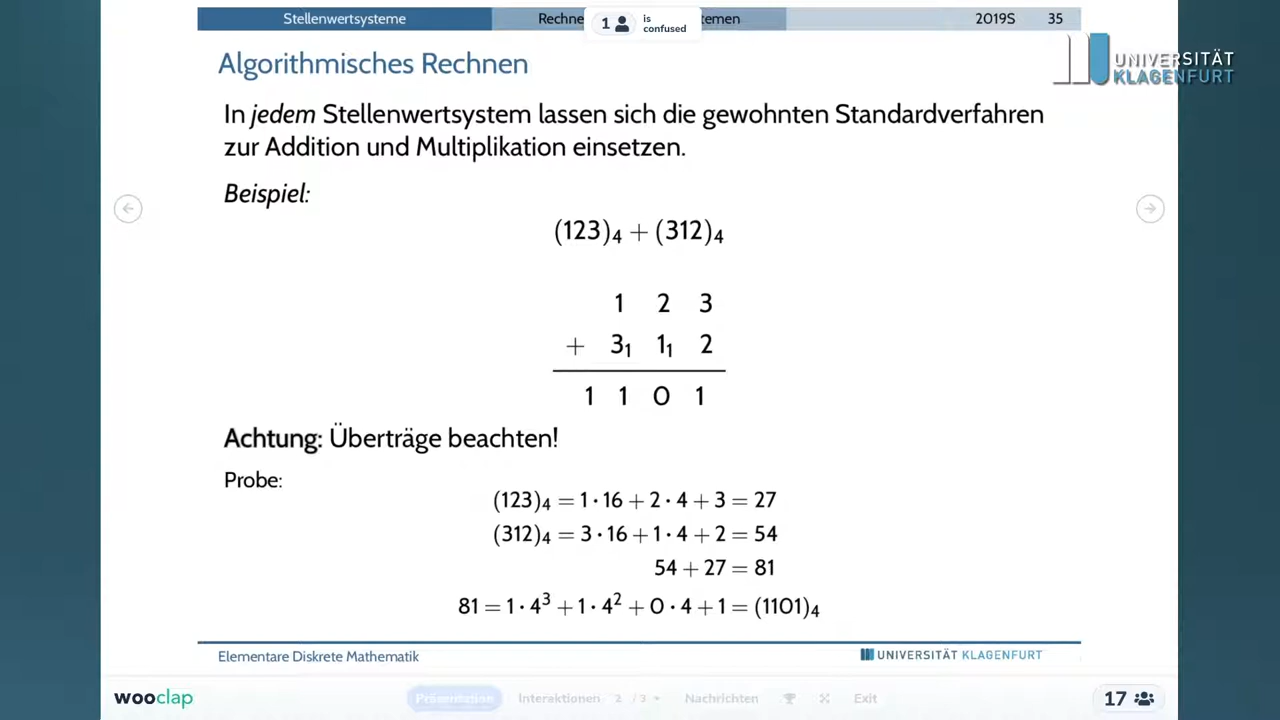 Stellenwertsysteme
2019S 35
1 is confused
Algorithmisches Rechnen
UNIVERSITÄT
KLAGENFURT
In jedem Stellenwertsystem lassen sich die gewohnten Standardverfahren
zur Addition und Multiplikation einsetzen.
Beispiel:
(123)₄ + (312)₄
1 2 3
+ 3₁ 1₁ 2
1 1 0 1
Achtung: Überträge beachten!
Probe:
(123)₄ = 1 · 16 + 2 · 4 + 3 = 27
(312)₄ = 3 · 16 + 1 · 4 + 2 = 54
54 + 27 = 81
81 = 1 · 4³ + 1 · 4² + 0 · 4 + 1 = (1101)₄
Elementare Diskrete Mathematik
UNIVERSITÄT KLAGENFURT
wooclap
Präsentation Interaktionen 2 / 3 Nachrichten Exit
17